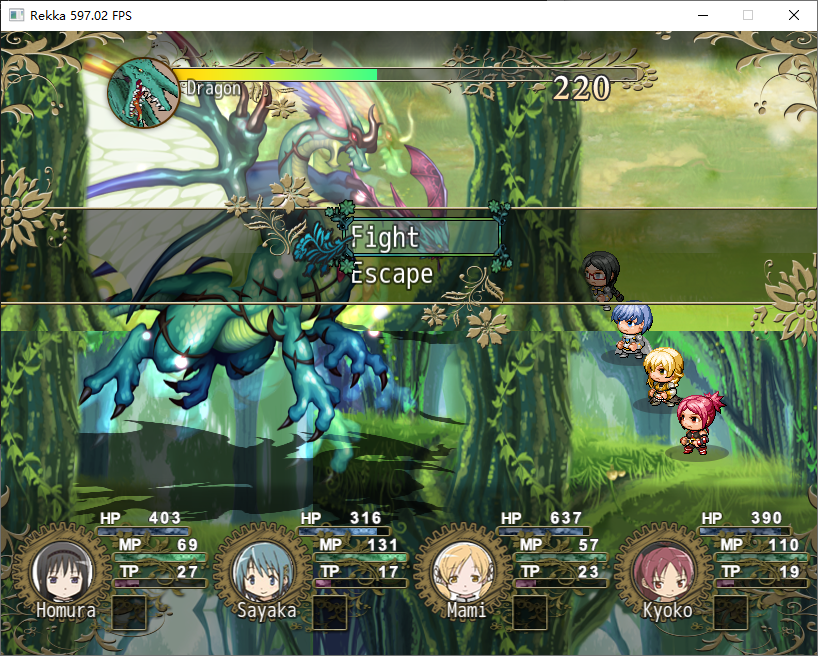 Rekka 597.02 FPS
Dragon
220
Fight
Escape
HP 403
MP 69
TP 27
Homura
HP 316
MP 131
TP 17
Sayaka
HP 637
MP 57
TP 23
Mami
HP 390
MP 110
TP 19
Kyoko